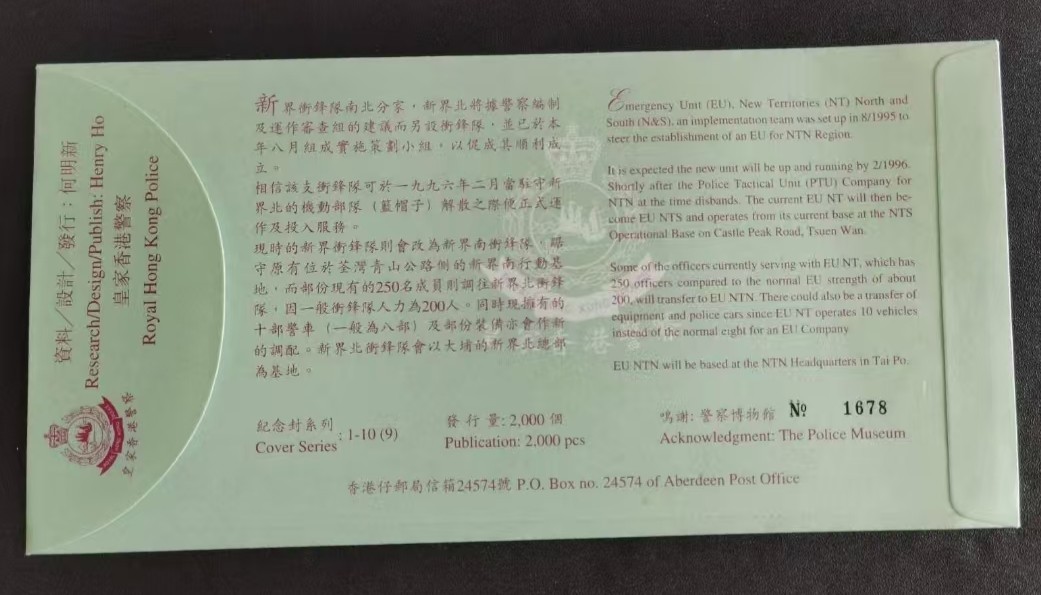 資料／設計／發行：何明新
Research/Design/Publish: Henry Ho
皇家香港警察
Royal Hong Kong Police
皇家香港警察
新界衝鋒隊南北分家，新界北將據警察編制
及運作審查組的建議而另設衝鋒隊，並已於本
年八月組成實施策劃小組，以促成其順利成
立。
相信該支衝鋒隊可於一九九六年二月當駐守新
界北的機動部隊（藍帽子）解散之際便正式運
作及投入服務。
現時的新界衝鋒隊則會改為新界南衝鋒隊，踞
守原有位於荃灣青山公路側的新界南行動基
地，而部份現有的250名成員則調往新界北衝鋒
隊，因一般衝鋒隊人力為200人。同時現擁有的
十部警車（一般為八部）及部份裝備亦會作新
的調配。新界北衝鋒隊會以大埔的新界北總部
為基地。
Emergency Unit (EU), New Territories (NT) North and
South (N&S), an implementation team was set up in 8/1995 to
steer the establishment of an EU for NTN Region.
It is expected the new unit will be up and running by 2/1996.
Shortly after the Police Tactical Unit (PTU) Company for
NTN at the time disbands. The current EU NT will then be-
come EU NTS and operates from its current base at the NTS
Operational Base on Castle Peak Road, Tsuen Wan.
Some of the officers currently serving with EU NT, which has
250 officers compared to the normal EU strength of about
200, will transfer to EU NTN. There could also be a transfer of
equipment and police cars since EU NT operates 10 vehicles
instead of the normal eight for an EU Company.
EU NTN will be based at the NTN Headquarters in Tai Po.
紀念封系列
Cover Series : 1-10 (9)
發行量: 2,000 個
Publication: 2,000 pcs
鳴謝: 警察博物館 № 1678
Acknowledgment: The Police Museum
香港仔郵局信箱24574號 P.O. Box no. 24574 of Aberdeen Post Office